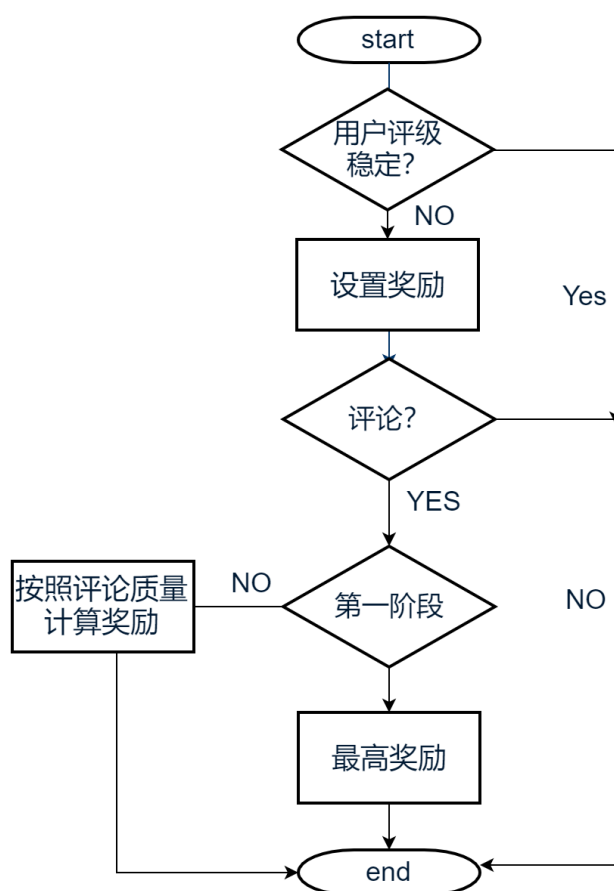 start
用户评级
稳定?
NO
设置奖励
Yes
评论?
YES
按照评论质量
计算奖励
NO
第一阶段
NO
最高奖励
end